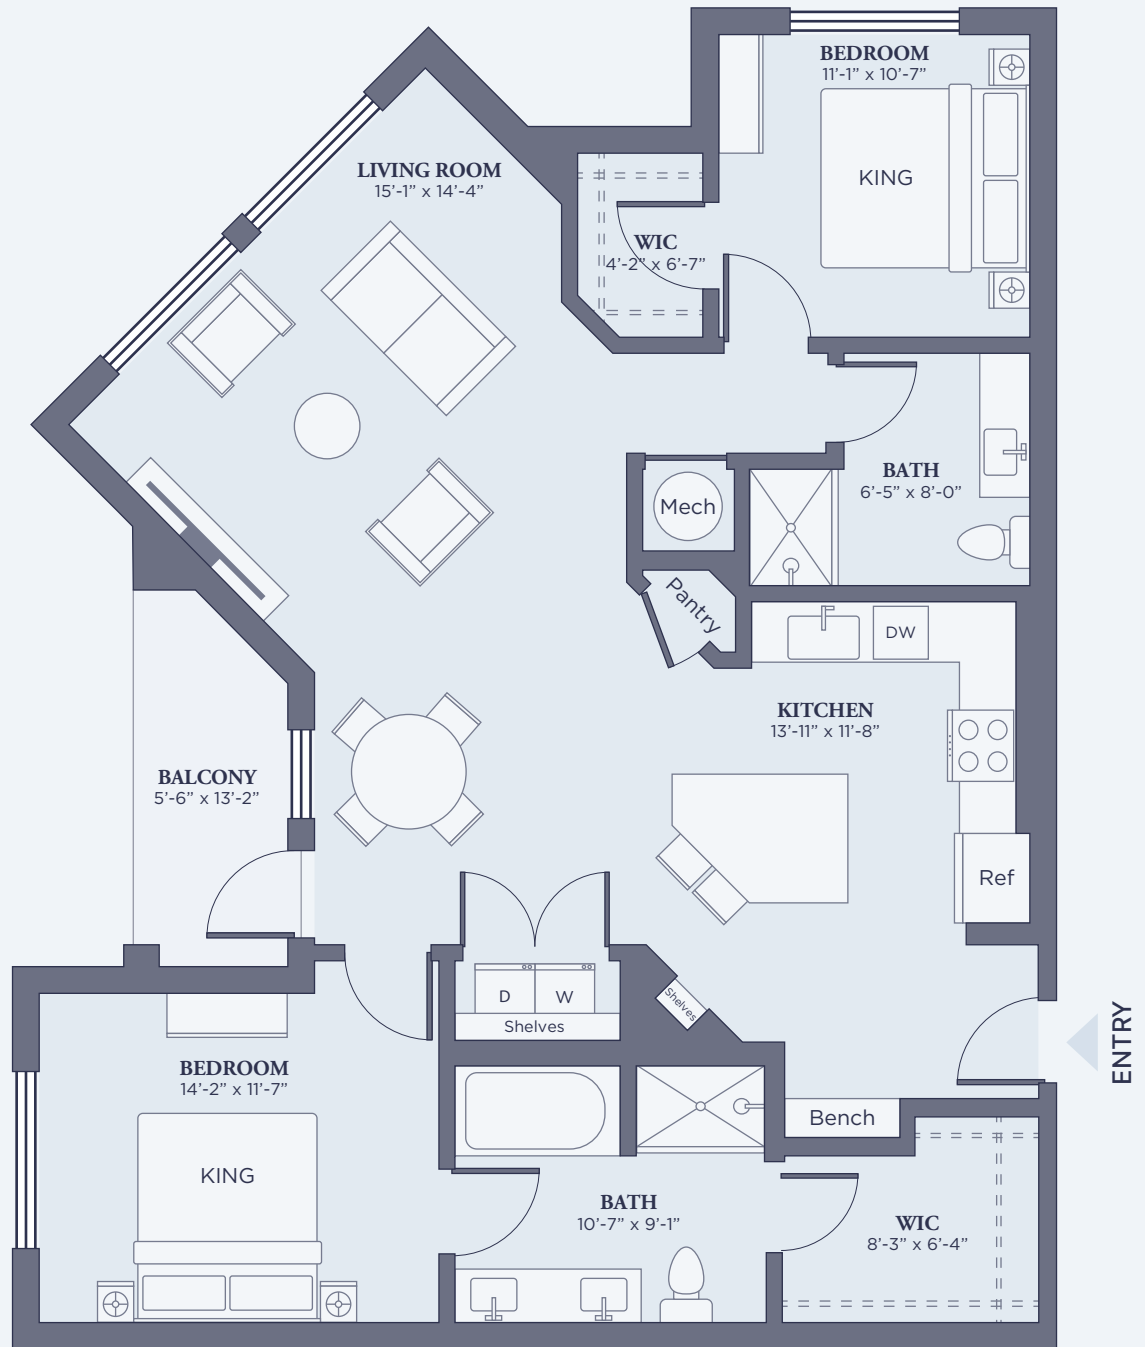 BEDROOM
11’-1” x 10’-7”
KING
LIVING ROOM
15’-1” x 14’-4”
WIC
4’-2” x 6’-7”
BATH
6’-5” x 8’-0”
Mech
Pantry
DW
KITCHEN
13’-11” x 11’-8”
BALCONY
5’-6” x 13’-2”
Ref
D
W
Shelves
Shelves
ENTRY
BEDROOM
14’-2” x 11’-7”
KING
Bench
BATH
10’-7” x 9’-1”
WIC
8’-3” x 6’-4”